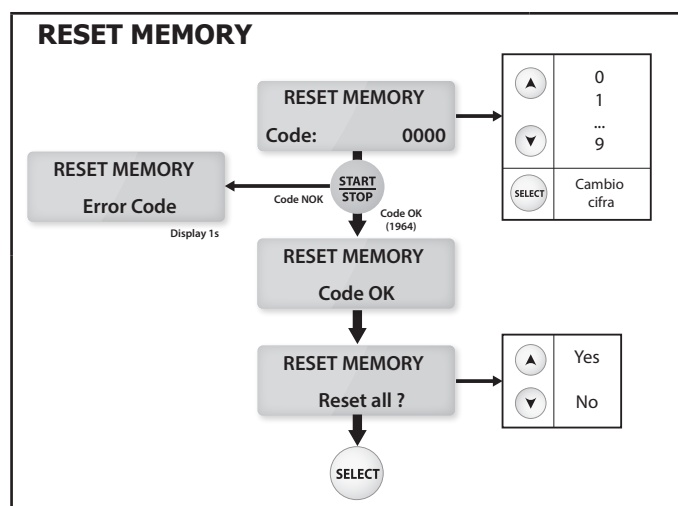 RESET MEMORY
RESET MEMORY
Code: 0000
0
1
...
9
SELECT
Cambio
cifra
START
STOP
Code NOK
RESET MEMORY
Error Code
Display 1s
Code OK
(1964)
RESET MEMORY
Code OK
RESET MEMORY
Reset all ?
Yes
No
SELECT